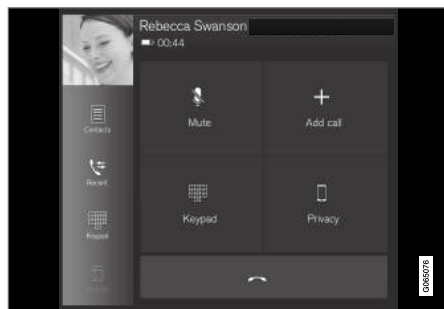 Rebecca Swanson
00:44
Mute
Add call
Contacts
Recent
Keypad
Keypad
Privacy
G065076